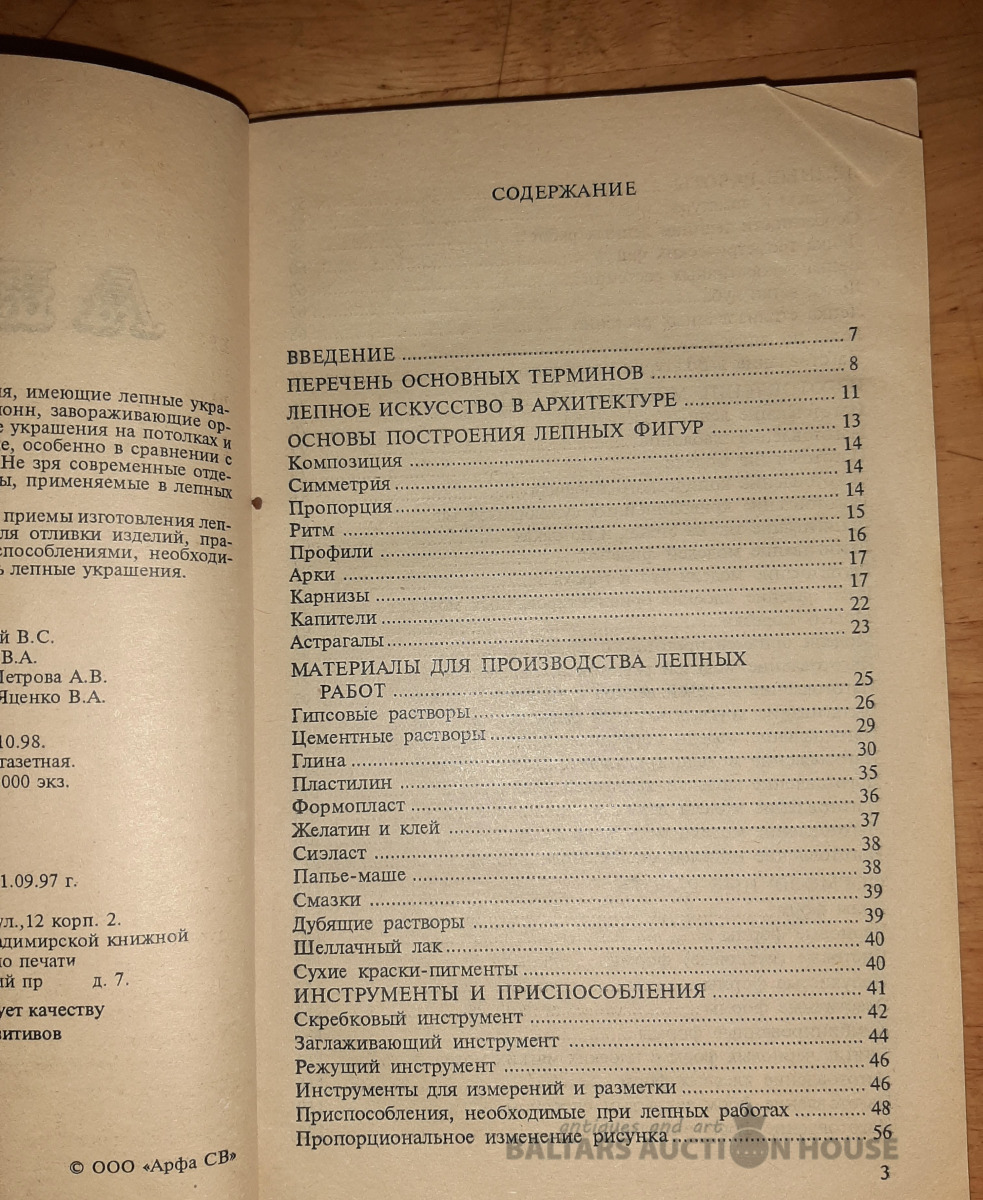 ия, имеющие лепные укра-
ионн, завораживающие ор-
е украшения на потолках и
е, особенно в сравнении с
Не зря современные отде-
ы, применяемые в лепных
приемы изготовления леп-
ля отливки изделий, пра-
способлениями, необходи-
ь лепные украшения.
й В.С.
В.А.
Петрова А.В.
Яценко В.А.
10.98.
газетная.
000 экз.
1.09.97 г.
ул.,12 корп. 2.
адимирской книжной
по печати
ий пр д. 7.
ует качеству
зитивов
© ООО «Арфа СВ»
СОДЕРЖАНИЕ
ВВЕДЕНИЕ ........ 7
ПЕРЕЧЕНЬ ОСНОВНЫХ ТЕРМИНОВ ........ 8
ЛЕПНОЕ ИСКУССТВО В АРХИТЕКТУРЕ ........ 11
ОСНОВЫ ПОСТРОЕНИЯ ЛЕПНЫХ ФИГУР ........ 13
Композиция ........ 14
Симметрия ........ 14
Пропорция ........ 14
Ритм ........ 15
Профили ........ 16
Арки ........ 17
Карнизы ........ 17
Капители ........ 22
Астрагалы ........ 23
МАТЕРИАЛЫ ДЛЯ ПРОИЗВОДСТВА ЛЕПНЫХ
РАБОТ ........ 25
Гипсовые растворы ........ 26
Цементные растворы ........ 29
Глина ........ 30
Пластилин ........ 35
Формопласт ........ 36
Желатин и клей ........ 37
Сиэласт ........ 38
Папье-маше ........ 38
Смазки ........ 39
Дубящие растворы ........ 39
Шеллачный лак ........ 40
Сухие краски-пигменты ........ 40
ИНСТРУМЕНТЫ И ПРИСПОСОБЛЕНИЯ ........ 41
Скребковый инструмент ........ 42
Заглаживающий инструмент ........ 44
Режущий инструмент ........ 46
Инструменты для измерений и разметки ........ 46
Приспособления, необходимые при лепных работах ........ 48
Пропорциональное изменение рисунка ........ 56
antiques and art
BALTARS AUCTION HOUSE
3